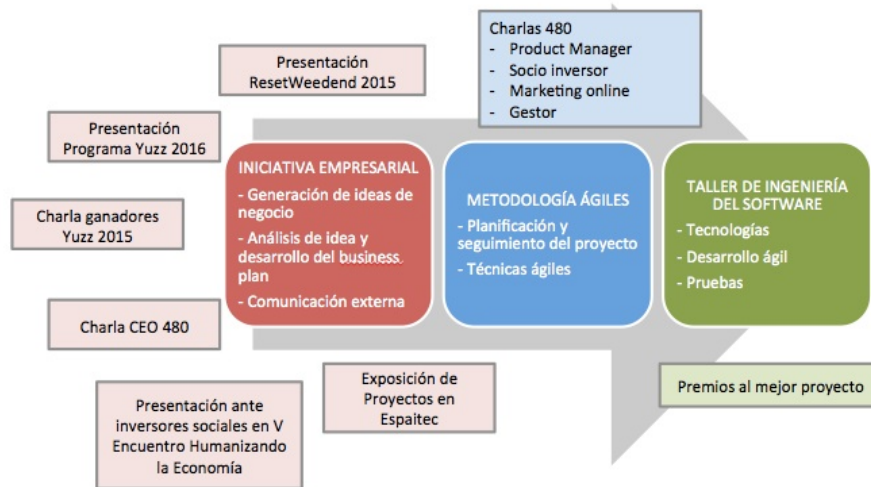 Presentación
ResetWeedend 2015
Charlas 480
- Product Manager
- Socio inversor
- Marketing online
- Gestor
Presentación
Programa Yuzz 2016
Charla ganadores
Yuzz 2015
Charla CEO 480
INICIATIVA EMPRESARIAL
- Generación de ideas de
negocio
- Análisis de idea y
desarrollo del business
plan
- Comunicación externa
METODOLOGÍA ÁGILES
- Planificación y
seguimiento del proyecto
- Técnicas ágiles
TALLER DE INGENIERÍA
DEL SOFTWARE
- Tecnologías
- Desarrollo ágil
- Pruebas
Presentación ante
inversores sociales en V
Encuentro Humanizando
la Economía
Exposición de
Proyectos en
Espaitec
Premios al mejor proyecto